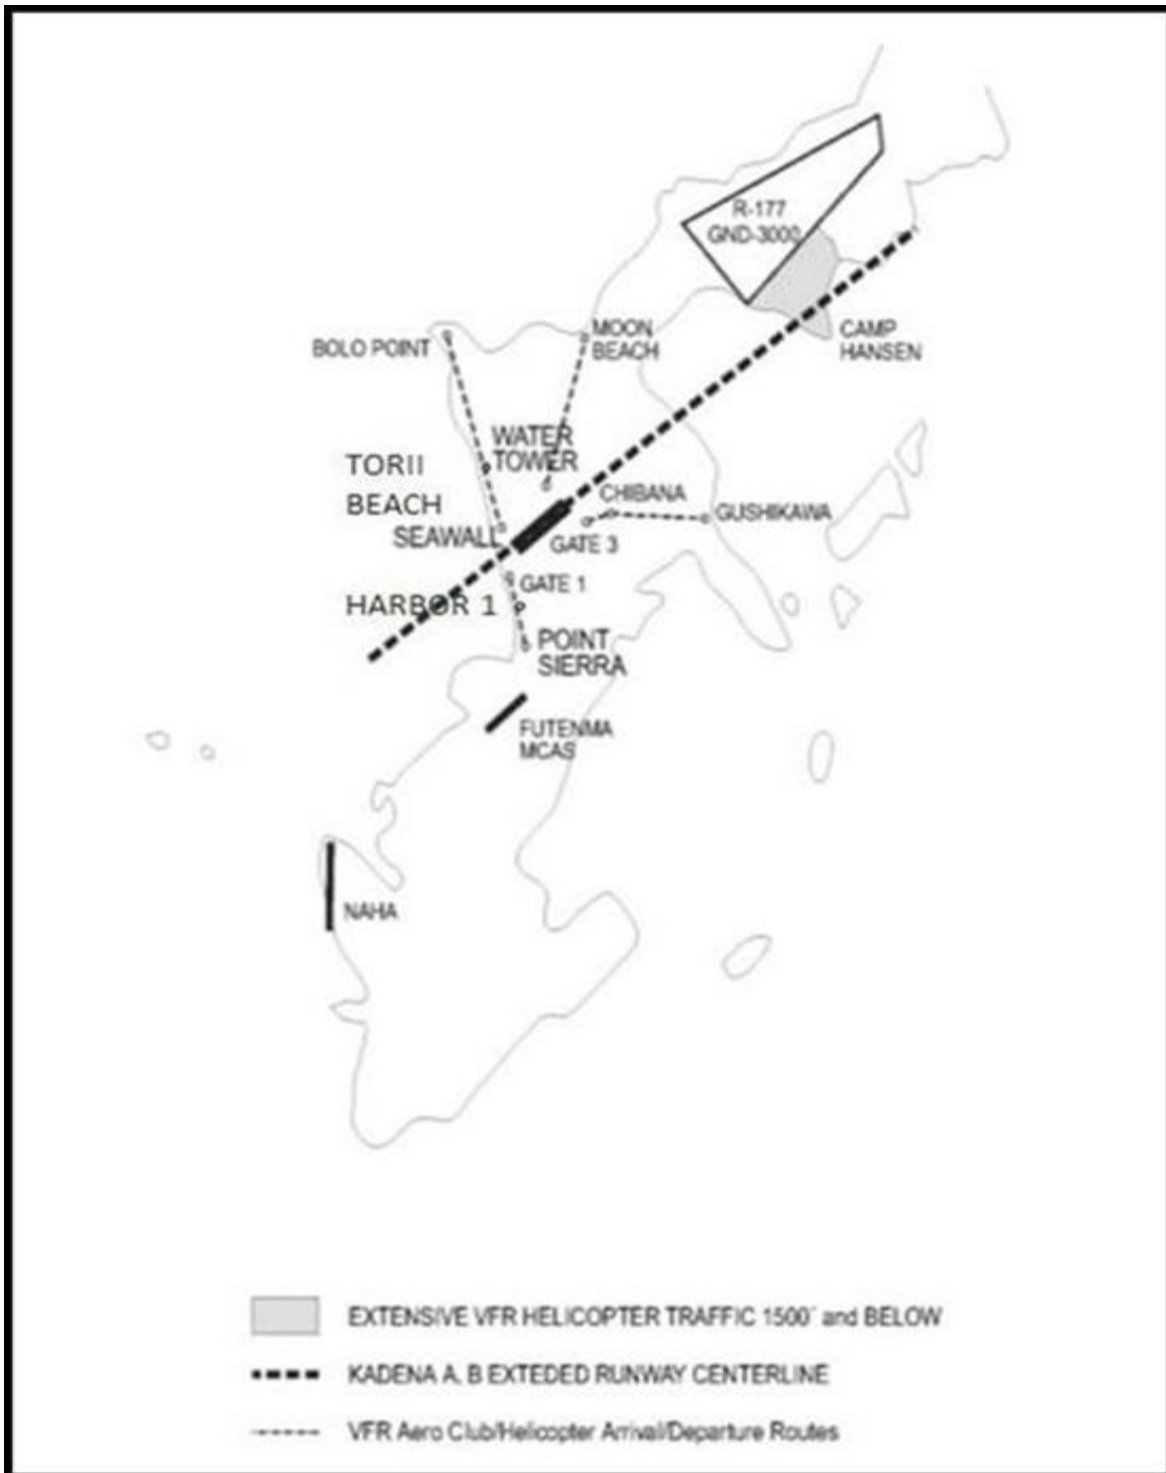 R-177
GND-3000
BOLO POINT
MOON
BEACH
CAMP
HANSEN
WATER
TOWER
TORII
BEACH
CHIBANA
GUSHIKAWA
SEAWALL
GATE 3
GATE 1
HARBOR 1
POINT
SIERRA
FUTENMA
MCAS
NAHA
EXTENSIVE VFR HELICOPTER TRAFFIC 1500´ and BELOW
KADENA A. B EXTEDED RUNWAY CENTERLINE
VFR Aero Club/Helicopter Arrival/Departure Routes